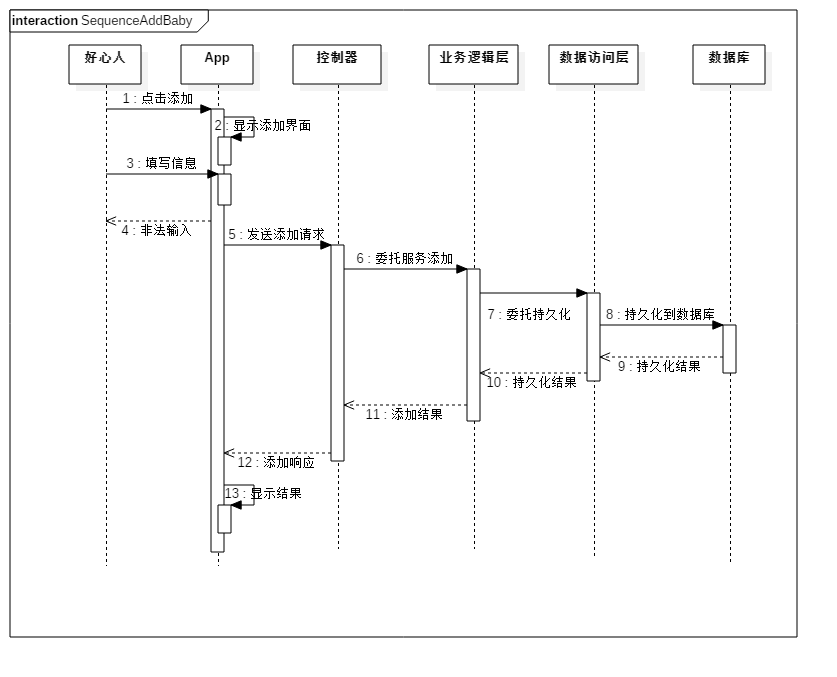 interaction SequenceAddBaby
好心人 App 控制器 业务逻辑层 数据访问层 数据库
1 : 点击添加
2 : 显示添加界面
3 : 填写信息
4 : 非法输入
5 : 发送添加请求
6 : 委托服务添加
7 : 委托持久化
8 : 持久化到数据库
9 : 持久化结果
10 : 持久化结果
11 : 添加结果
12 : 添加响应
13 : 显示结果